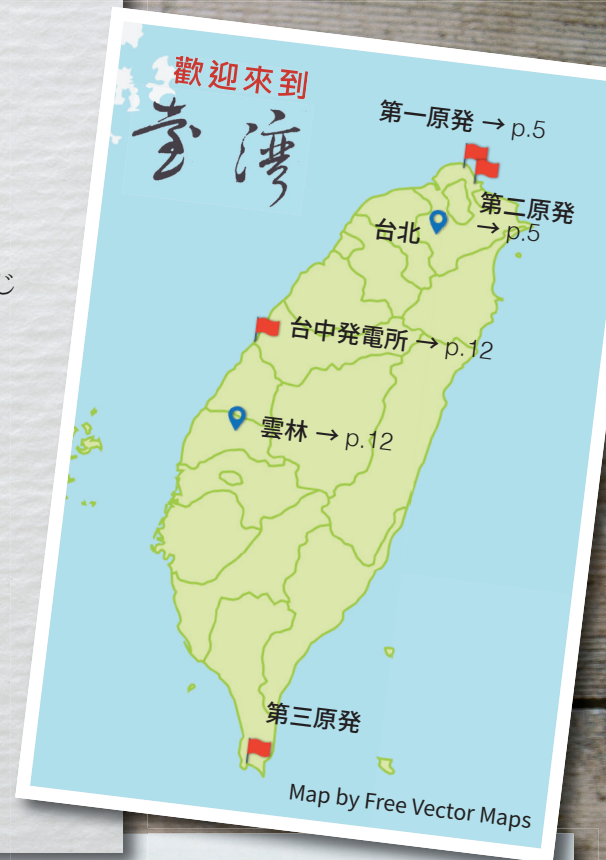 歡迎來到
臺灣
第一原発 → p.5
第二原発
→ p.5
台北
台中発電所 → p.12
雲林 → p.12
じ
第三原発
Map by Free Vector Maps